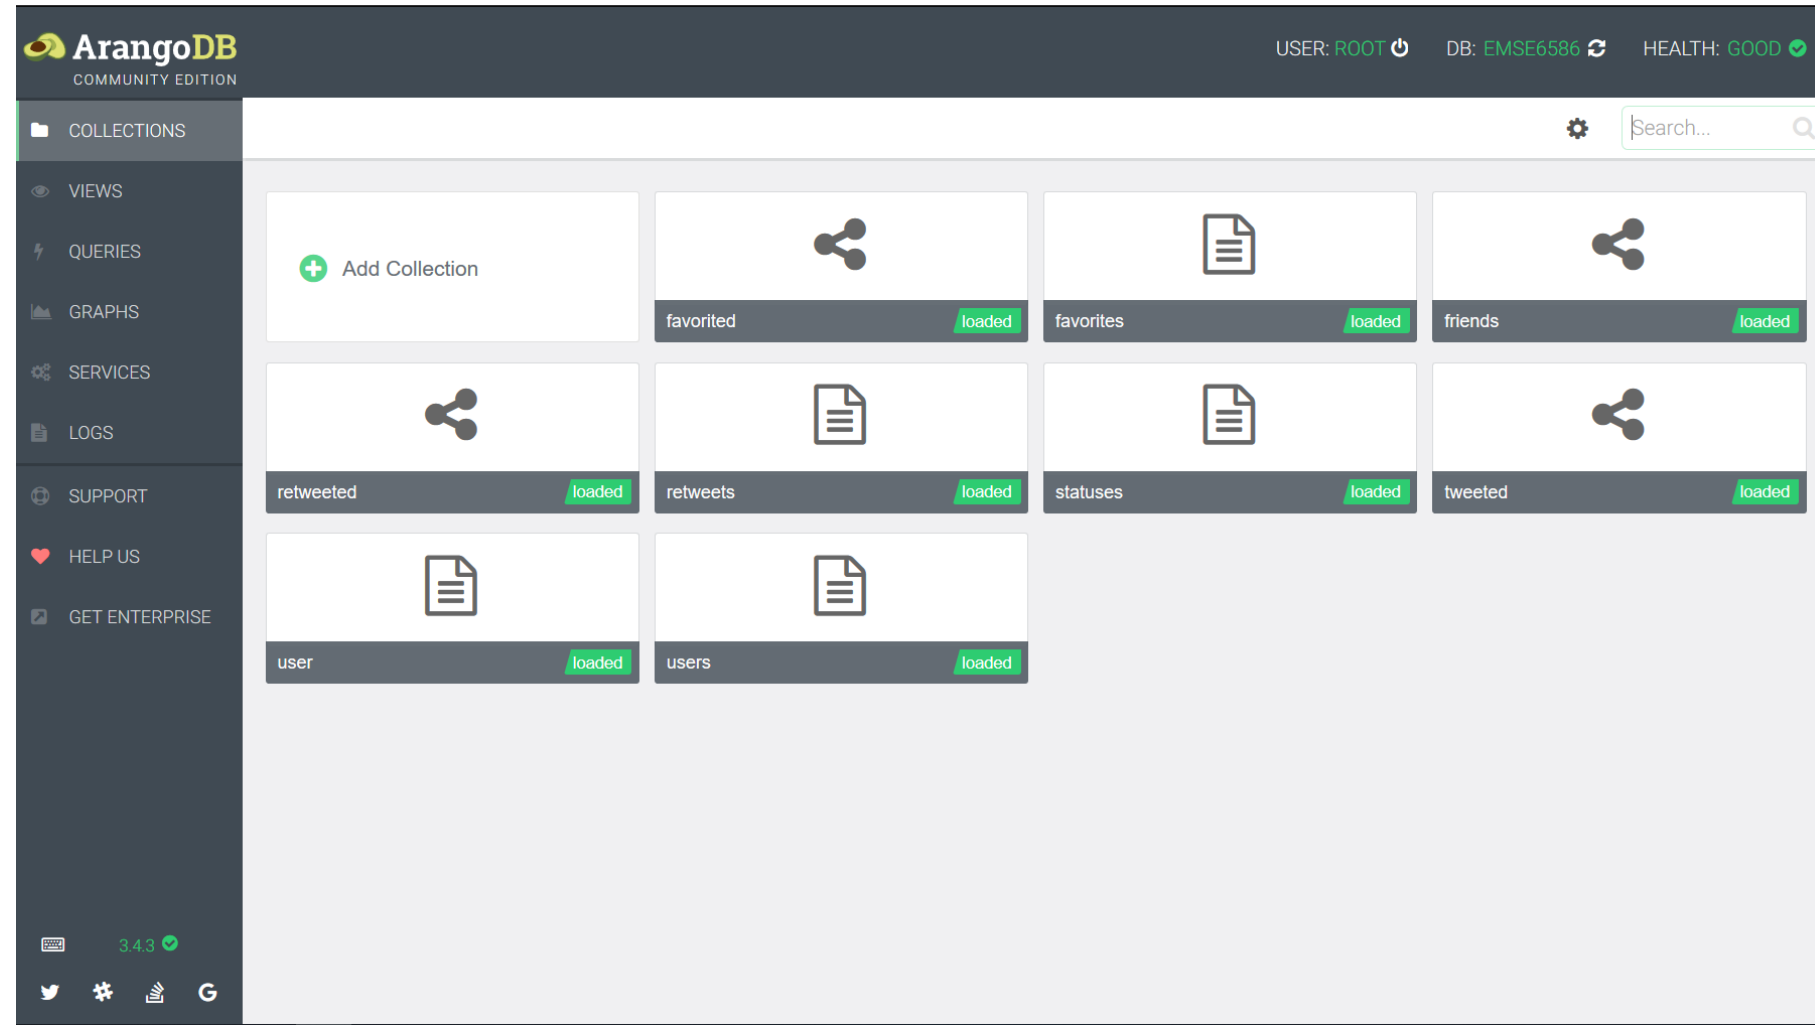 ArangoDB
COMMUNITY EDITION
USER: ROOT DB: EMSE6586 HEALTH: GOOD
COLLECTIONS
VIEWS
QUERIES
GRAPHS
SERVICES
LOGS
SUPPORT
HELP US
GET ENTERPRISE
3.4.3
G
Search...
Add Collection
favorited loaded
favorites loaded
friends loaded
retweeted loaded
retweets loaded
statuses loaded
tweeted loaded
user loaded
users loaded